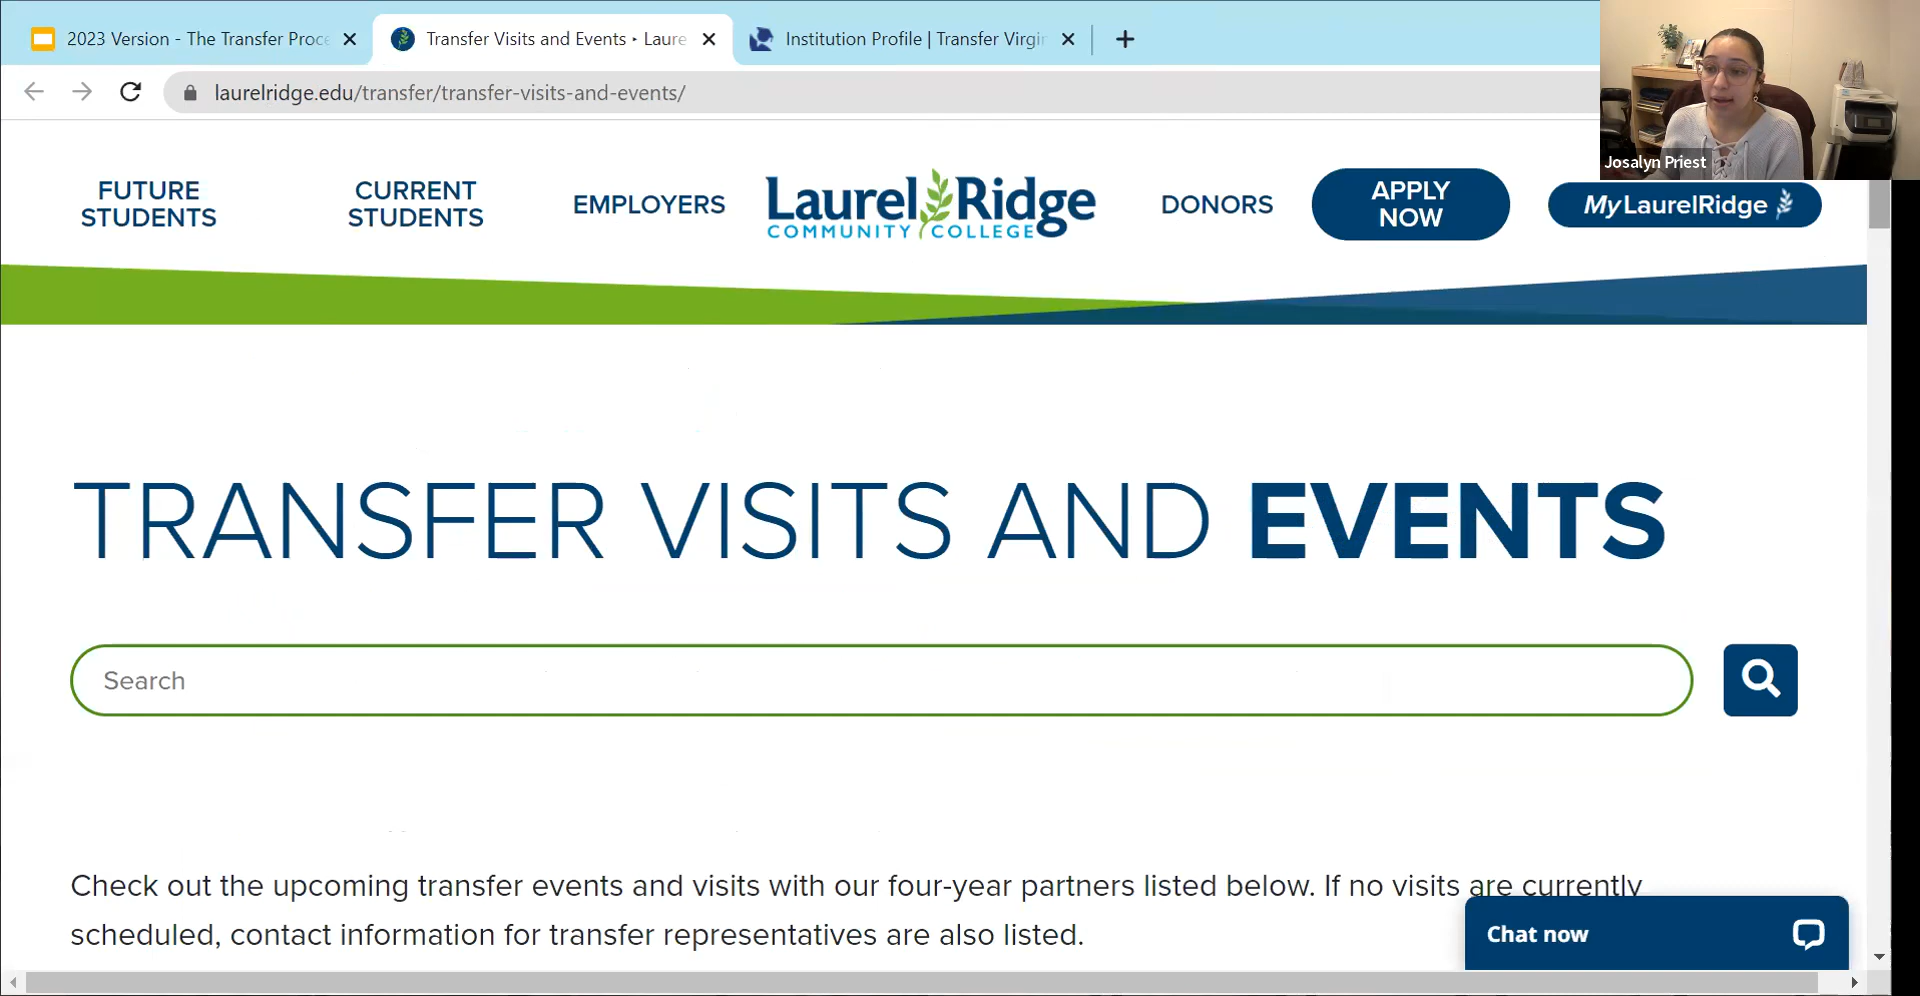 2023 Version - The Transfer Proc
Transfer Visits and Events ‣ Laure
Institution Profile | Transfer Virgin
laurelridge.edu/transfer/transfer-visits-and-events/
Josalyn Priest
FUTURE
STUDENTS
CURRENT
STUDENTS
EMPLOYERS
Laurel Ridge
COMMUNITY COLLEGE
DONORS
APPLY
NOW
MyLaurelRidge
TRANSFER VISITS AND EVENTS
Search
Check out the upcoming transfer events and visits with our four-year partners listed below. If no visits are currently
scheduled, contact information for transfer representatives are also listed.
Chat now